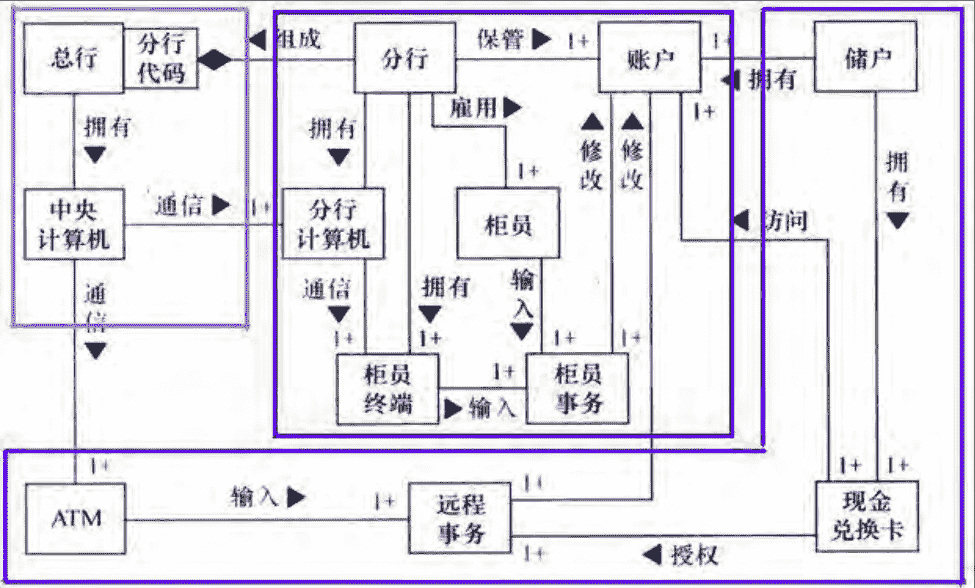 总行
分行
代码
组成
分行
保管
1+
账户
1+
储户
拥有
拥有
拥有
雇用
修改
修改
1+
拥有
中央
计算机
通信
1+
分行
计算机
1+
柜员
访问
通信
通信
拥有
输入
1+
1+
1+
1+
柜员
终端
1+
输入
柜员
事务
1+
ATM
输入
1+
远程
事务
1+
1+
授权
1+
1+
现金
兑换卡